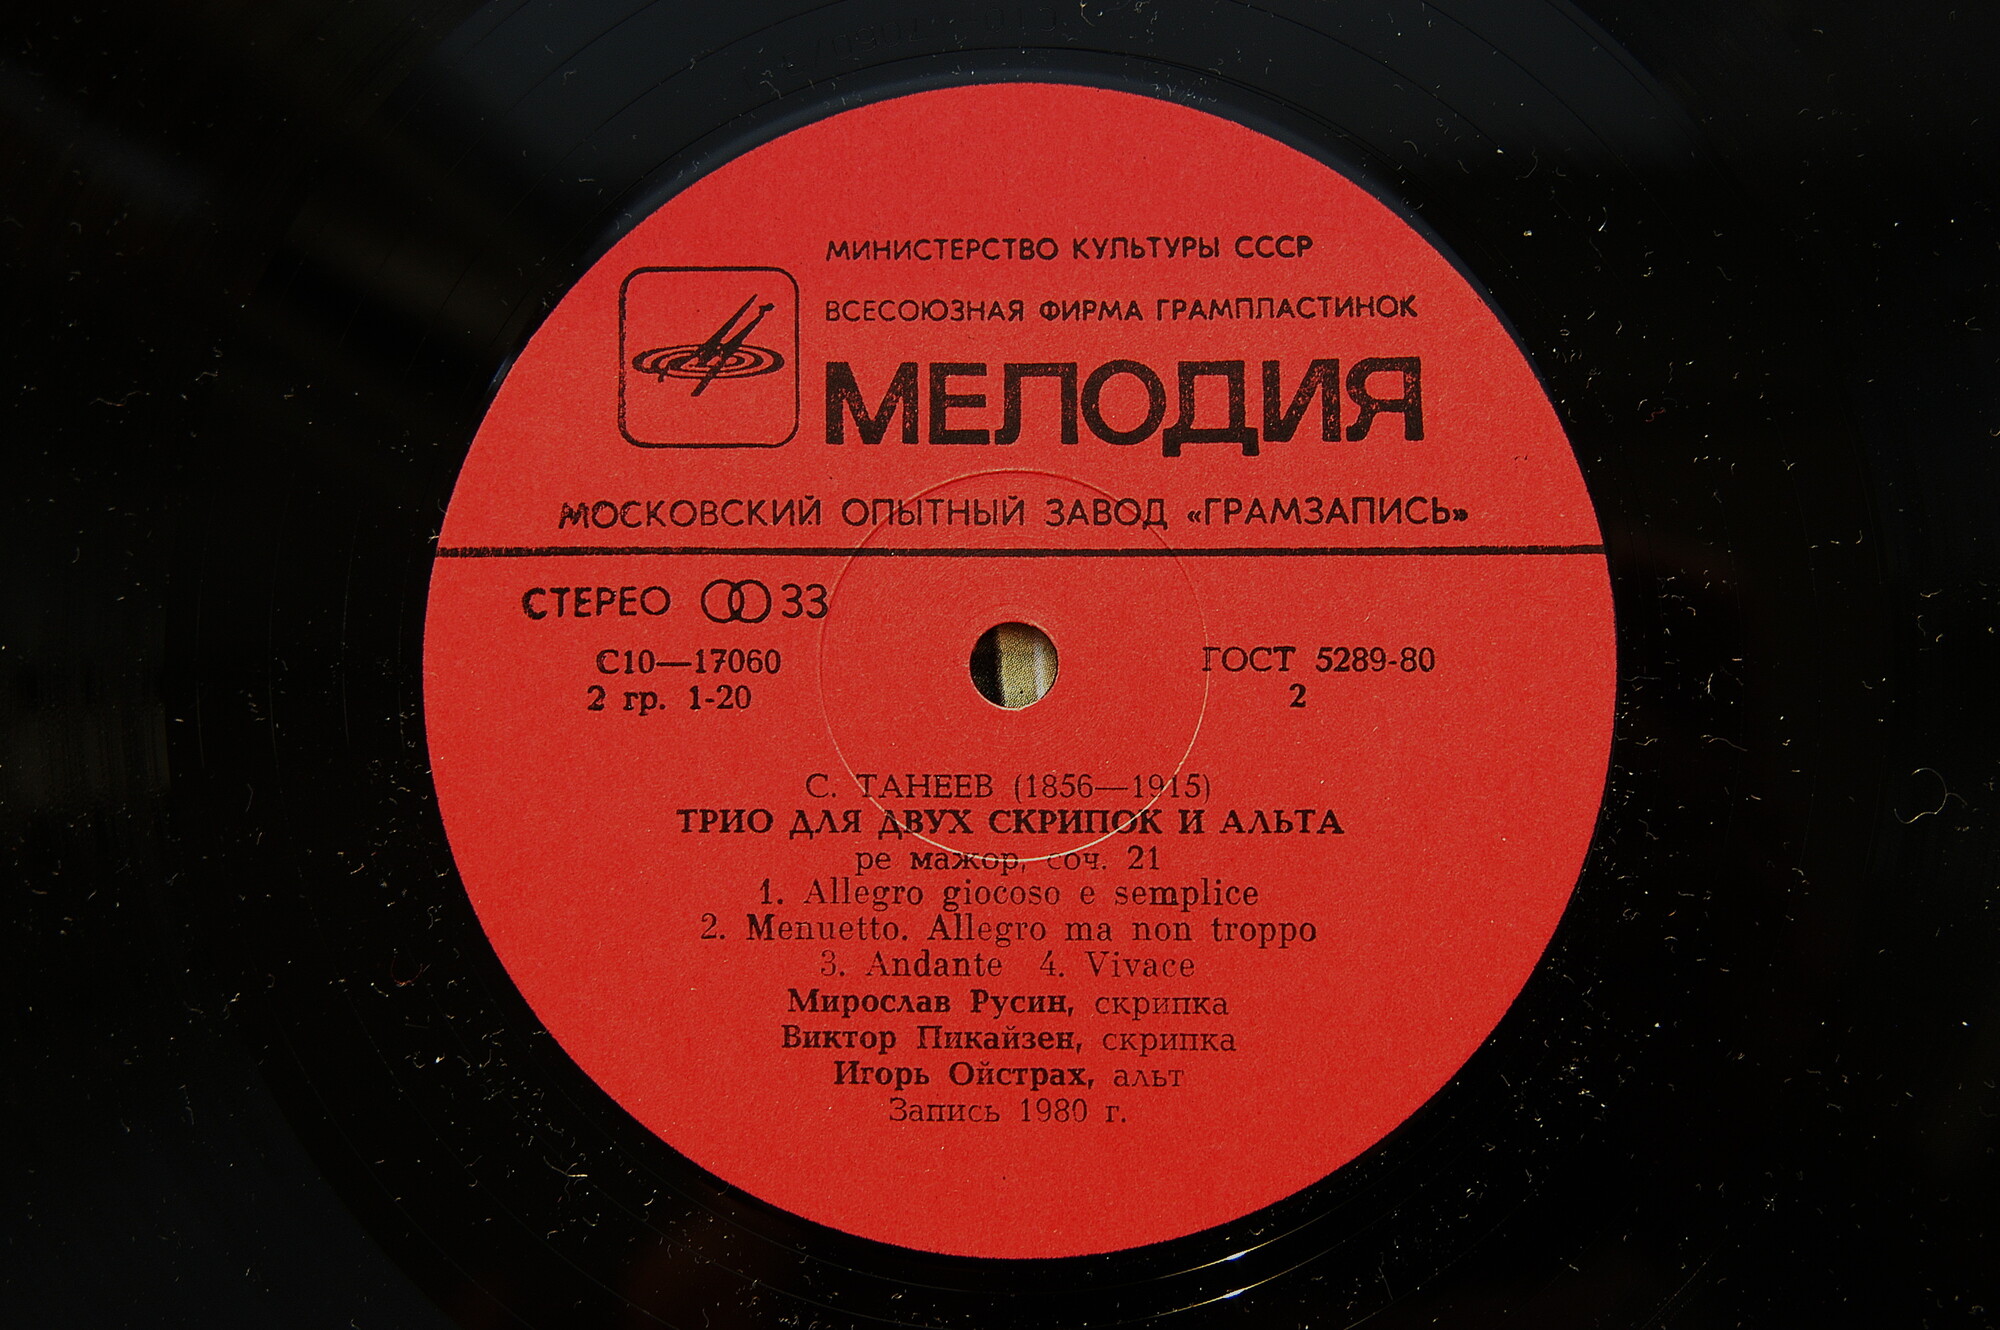 МИНИСТЕРСТВО КУЛЬТУРЫ СССР
ВСЕСОЮЗНАЯ ФИРМА ГРАМПЛАСТИНОК
МЕЛОДИЯ
МОСКОВСКИЙ ОПЫТНЫЙ ЗАВОД «ГРАМЗАПИСЬ»
СТЕРЕО 33
С10—17060 ГОСТ 5289-80
2 гр. 1-20 2
С. ТАНЕЕВ (1856—1915)
ТРИО ДЛЯ ДВУХ СКРИПОК И АЛЬТА
ре мажор, соч. 21
1. Allegro giocoso e semplice
2. Menuetto. Allegro ma non troppo
3. Andante 4. Vivace
Мирослав Русин, скрипка
Виктор Пикайзен, скрипка
Игорь Ойстрах, альт
Запись 1980 г.